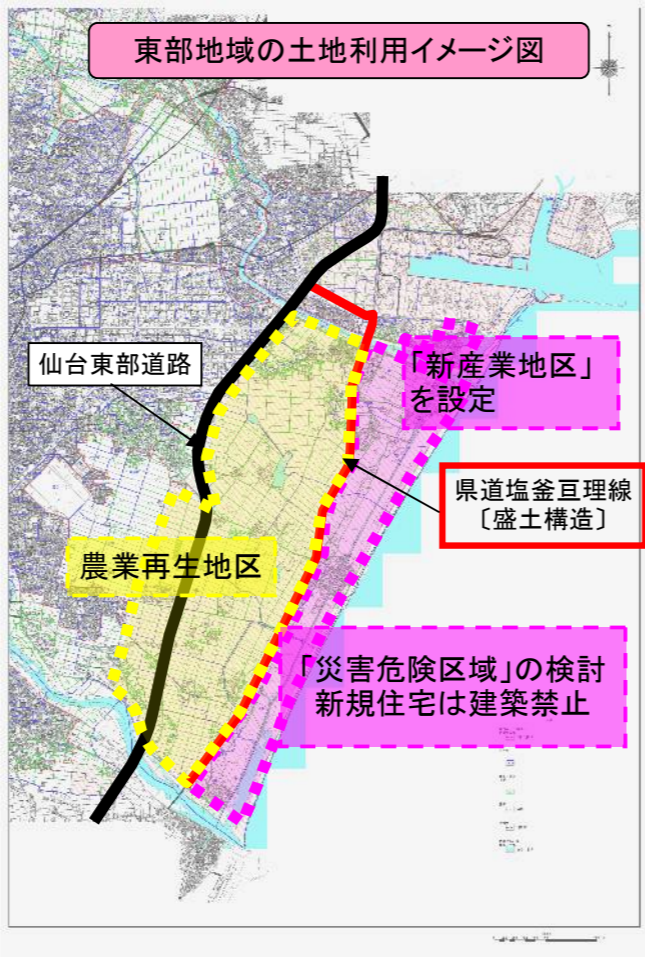 東部地域の土地利用イメージ図
仙台東部道路
「新産業地区」
を設定
県道塩釜亘理線
〔盛土構造〕
農業再生地区
「災害危険区域」の検討
新規住宅は建築禁止